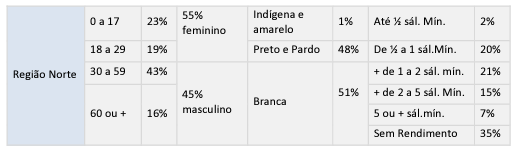 Região Norte
0 a 17 23%
18 a 29 19%
30 a 59 43%
60 ou + 16%
55%
feminino
45%
masculino
Indígena e
amarelo 1%
Preto e Pardo 48%
Branca 51%
Até ½ sal. Mín. 2%
De ½ a 1 sál.Mín. 20%
+ de 1 a 2 sál. mín. 21%
+ de 2 a 5 sál. Mín. 15%
5 ou + sál.mín. 7%
Sem Rendimento 35%